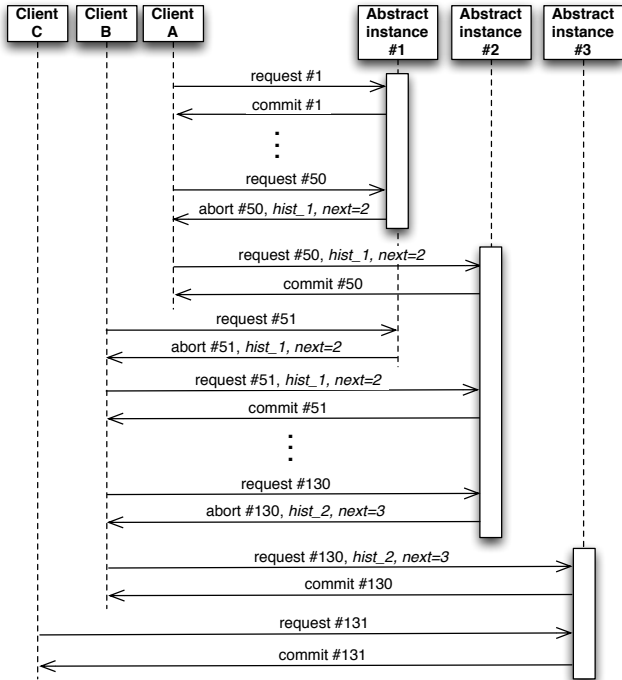 Client
C
Client
B
Client
A
Abstract
instance
#1
Abstract
instance
#2
Abstract
instance
#3
request #1
commit #1
request #50
abort #50, hist_1, next=2
request #50, hist_1, next=2
commit #50
request #51
abort #51, hist_1, next=2
request #51, hist_1, next=2
commit #51
request #130
abort #130, hist_2, next=3
request #130, hist_2, next=3
commit #130
request #131
commit #131